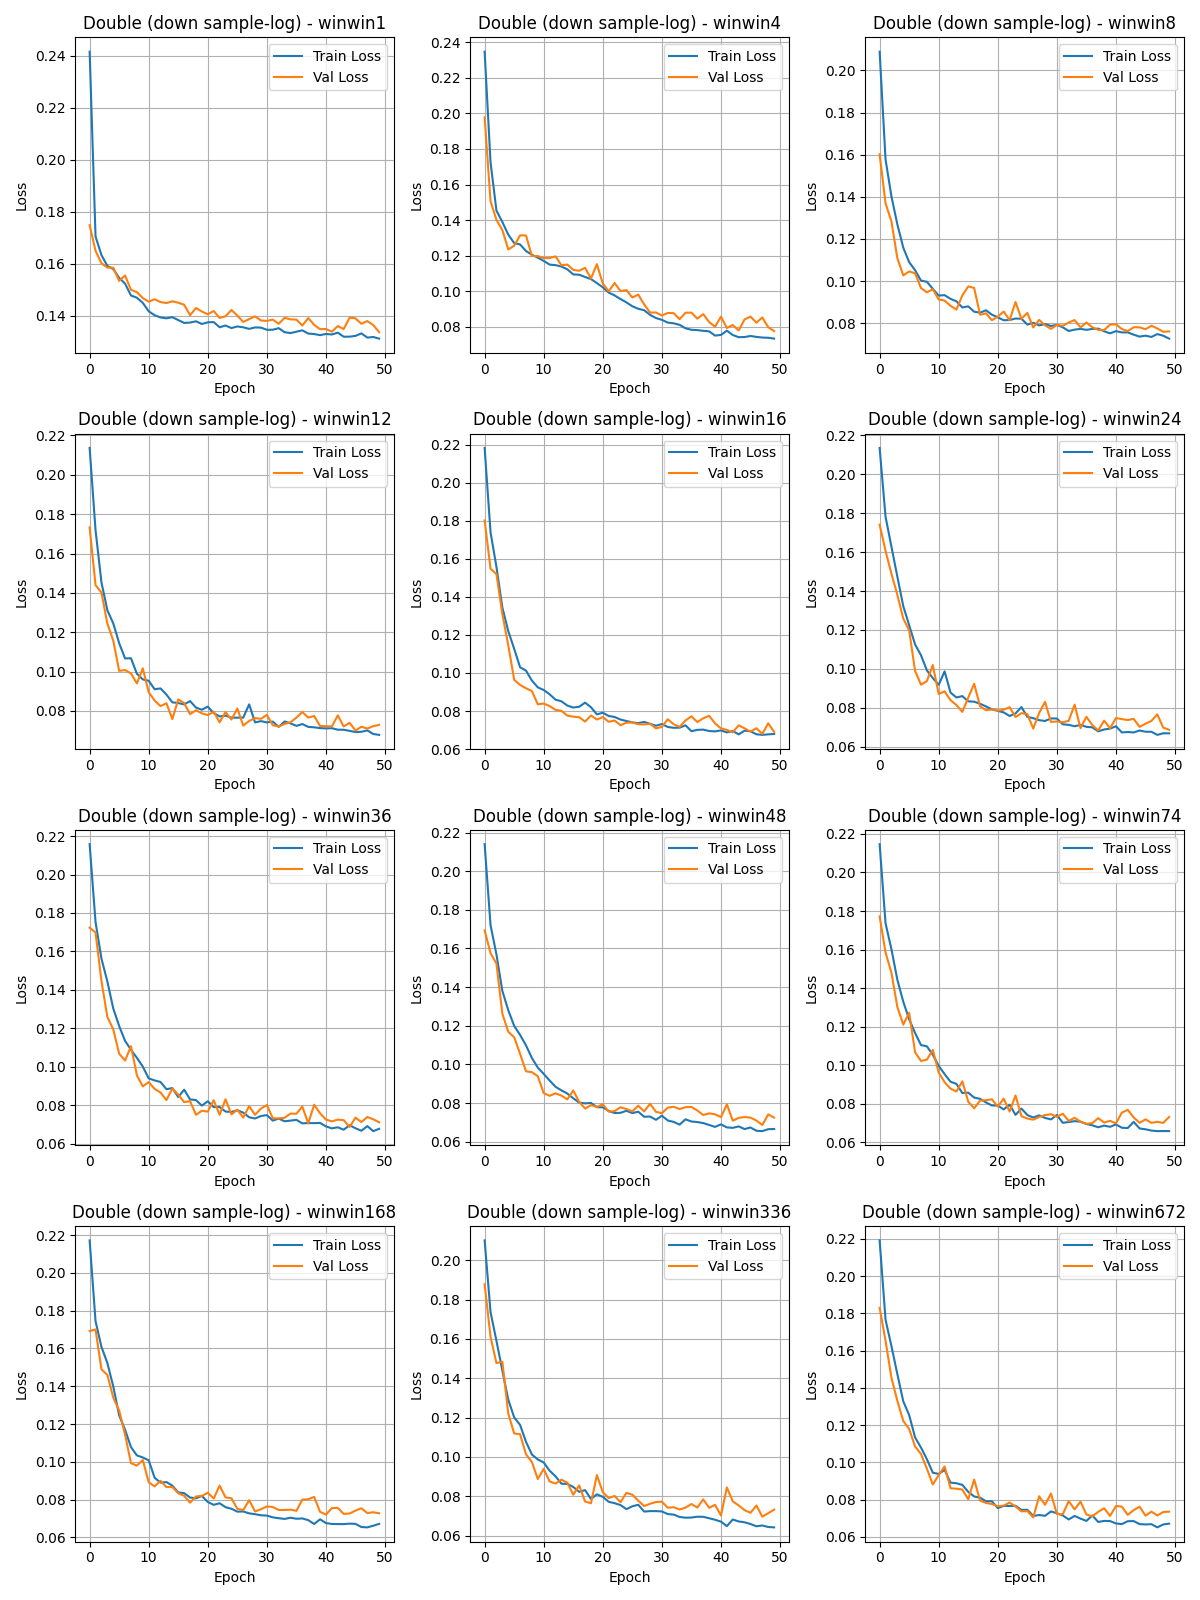 Double (down sample-log) - winwin1
Train Loss
Val Loss
0.24
0.22
0.20
0.18
0.16
0.14
Loss
0 10 20 30 40 50
Epoch
Double (down sample-log) - winwin4
Train Loss
Val Loss
0.24
0.22
0.20
0.18
0.16
0.14
0.12
0.10
0.08
Loss
0 10 20 30 40 50
Epoch
Double (down sample-log) - winwin8
Train Loss
Val Loss
0.20
0.18
0.16
0.14
0.12
0.10
0.08
Loss
0 10 20 30 40 50
Epoch
Double (down sample-log) - winwin12
Train Loss
Val Loss
0.22
0.20
0.18
0.16
0.14
0.12
0.10
0.08
Loss
0 10 20 30 40 50
Epoch
Double (down sample-log) - winwin16
Train Loss
Val Loss
0.22
0.20
0.18
0.16
0.14
0.12
0.10
0.08
0.06
Loss
0 10 20 30 40 50
Epoch
Double (down sample-log) - winwin24
Train Loss
Val Loss
0.22
0.20
0.18
0.16
0.14
0.12
0.10
0.08
0.06
Loss
0 10 20 30 40 50
Epoch
Double (down sample-log) - winwin36
Train Loss
Val Loss
0.22
0.20
0.18
0.16
0.14
0.12
0.10
0.08
0.06
Loss
0 10 20 30 40 50
Epoch
Double (down sample-log) - winwin48
Train Loss
Val Loss
0.22
0.20
0.18
0.16
0.14
0.12
0.10
0.08
0.06
Loss
0 10 20 30 40 50
Epoch
Double (down sample-log) - winwin74
Train Loss
Val Loss
0.22
0.20
0.18
0.16
0.14
0.12
0.10
0.08
0.06
Loss
0 10 20 30 40 50
Epoch
Double (down sample-log) - winwin168
Train Loss
Val Loss
0.22
0.20
0.18
0.16
0.14
0.12
0.10
0.08
0.06
Loss
0 10 20 30 40 50
Epoch
Double (down sample-log) - winwin336
Train Loss
Val Loss
0.20
0.18
0.16
0.14
0.12
0.10
0.08
0.06
Loss
0 10 20 30 40 50
Epoch
Double (down sample-log) - winwin672
Train Loss
Val Loss
0.22
0.20
0.18
0.16
0.14
0.12
0.10
0.08
0.06
Loss
0 10 20 30 40 50
Epoch